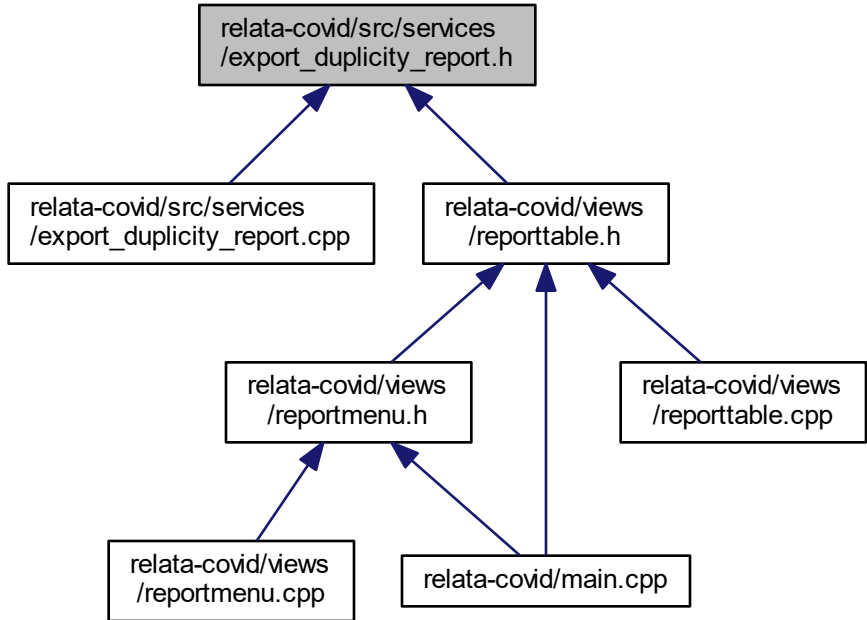 relata-covid/src/services
/export_duplicity_report.h
relata-covid/src/services
/export_duplicity_report.cpp
relata-covid/views
/reporttable.h
relata-covid/views
/reportmenu.h
relata-covid/views
/reporttable.cpp
relata-covid/views
/reportmenu.cpp
relata-covid/main.cpp